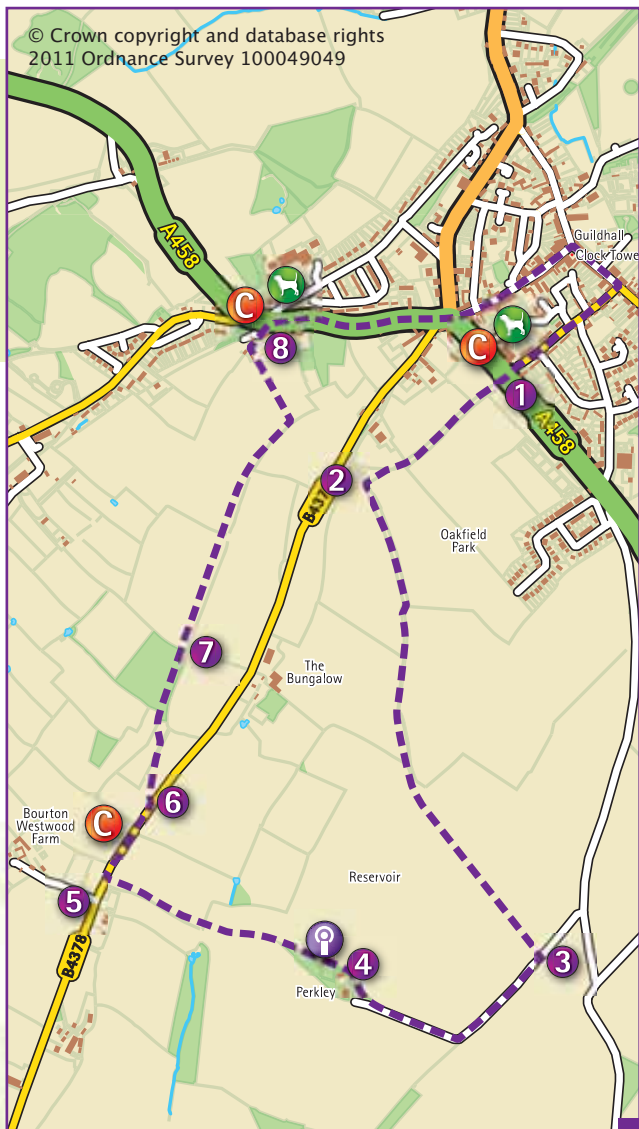 © Crown copyright and database rights
2011 Ordnance Survey 100049049
A458
Guildhall
Clock Towe
C
C
8
1
A458
2
B437
Oakfield
Park
7
The
Bungalow
6
Bourton
Westwood
Farm
C
Reservoir
5
4
3
B4378
Perkley